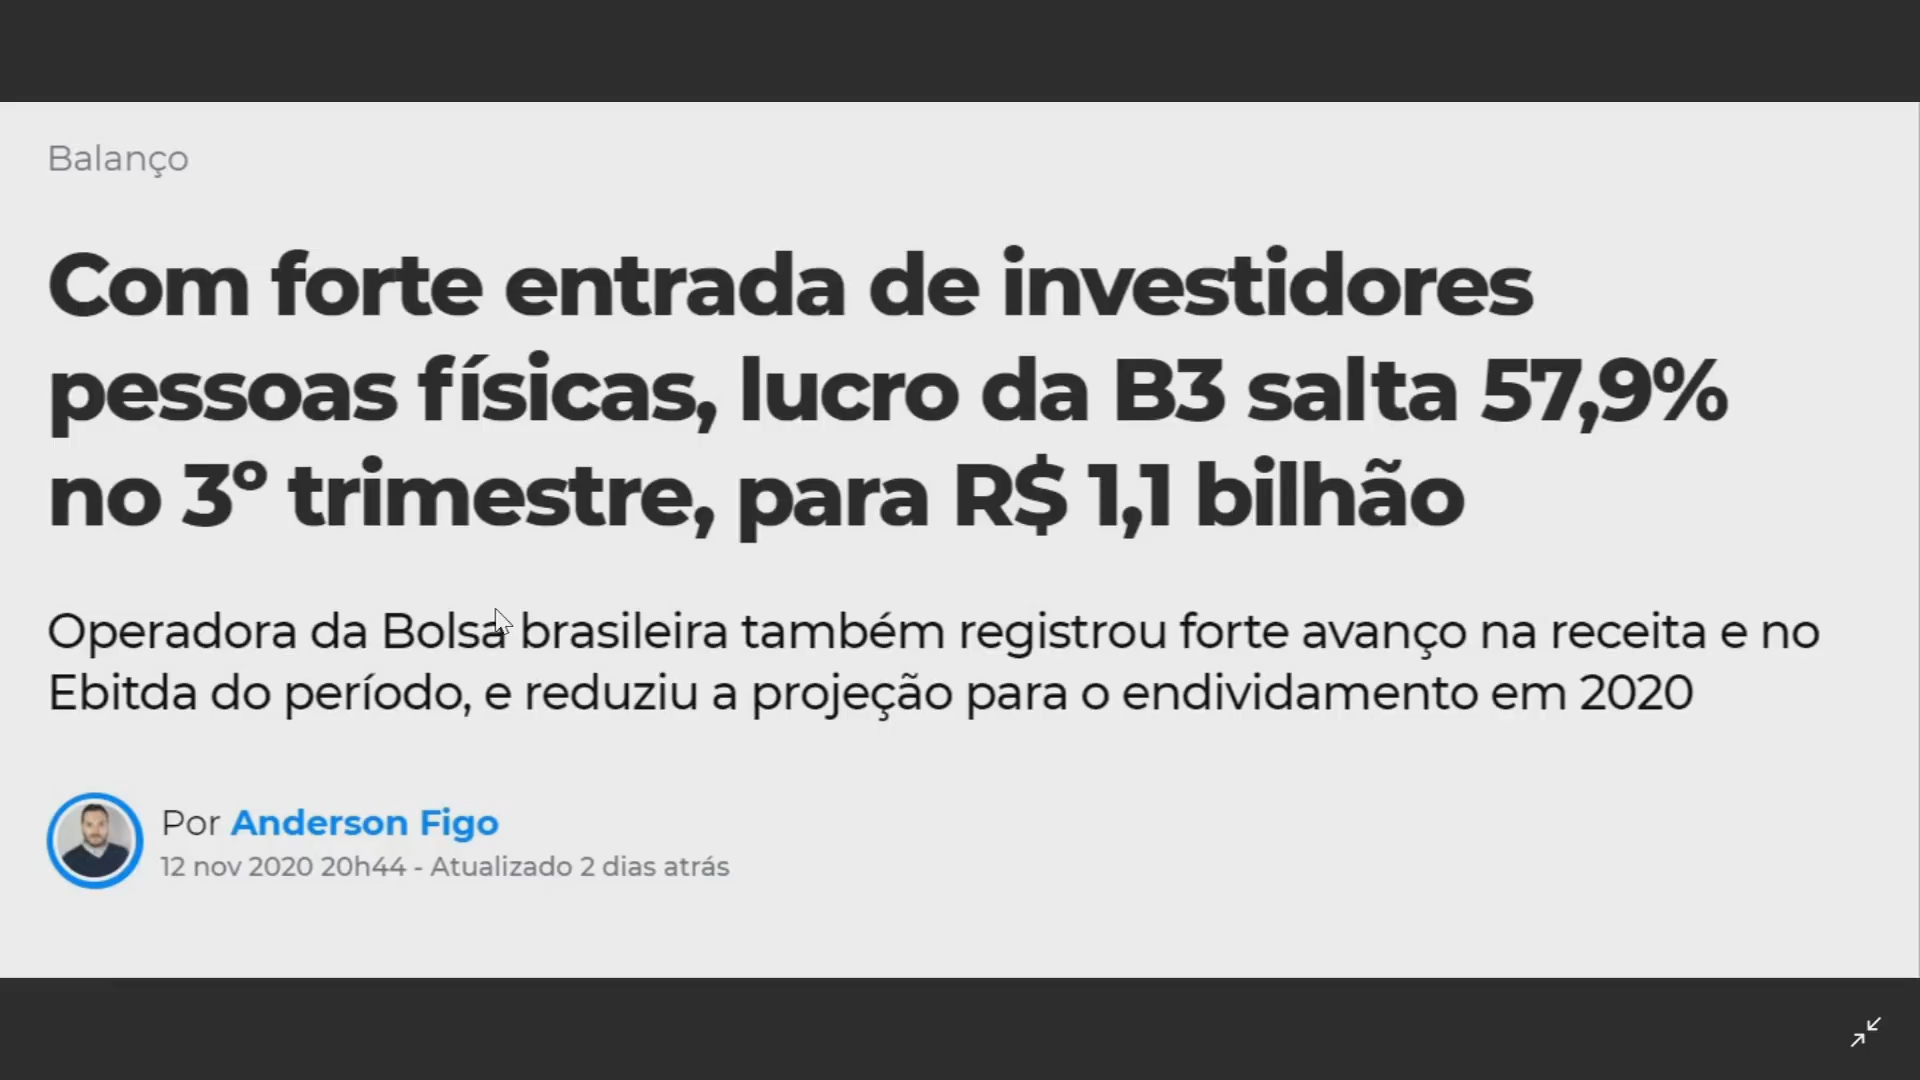 Balanço
Com forte entrada de investidores
pessoas físicas, lucro da B3 salta 57,9%
no 3º trimestre, para R$ 1,1 bilhão
Operadora da Bolsa brasileira também registrou forte avanço na receita e no
Ebitda do período, e reduziu a projeção para o endividamento em 2020
Por Anderson Figo
12 nov 2020 20h44 - Atualizado 2 dias atrás